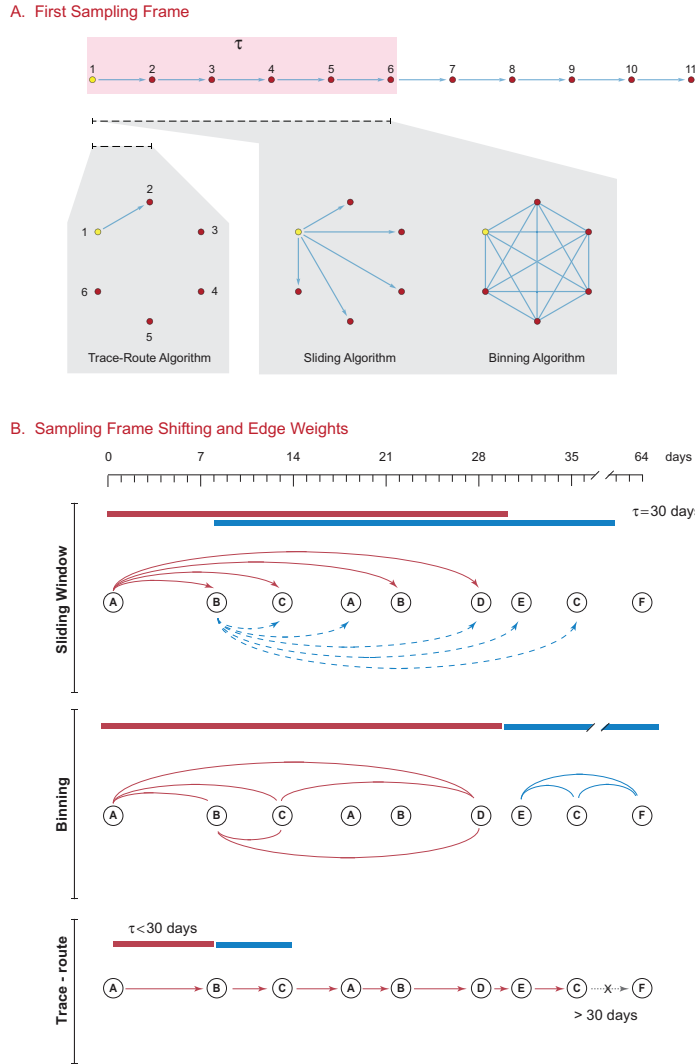 A. First Sampling Frame
τ
1 2 3 4 5 6 7 8 9 10 11
2
1
3
6
4
5
Trace-Route Algorithm
Sliding Algorithm
Binning Algorithm
B. Sampling Frame Shifting and Edge Weights
0 7 14 21 28 35 64 days
τ=30 days
Sliding Window
A B C A B D E C F
Binning
A B C A B D E C F
Trace - route
τ<30 days
A B C A B D E C X F
> 30 days